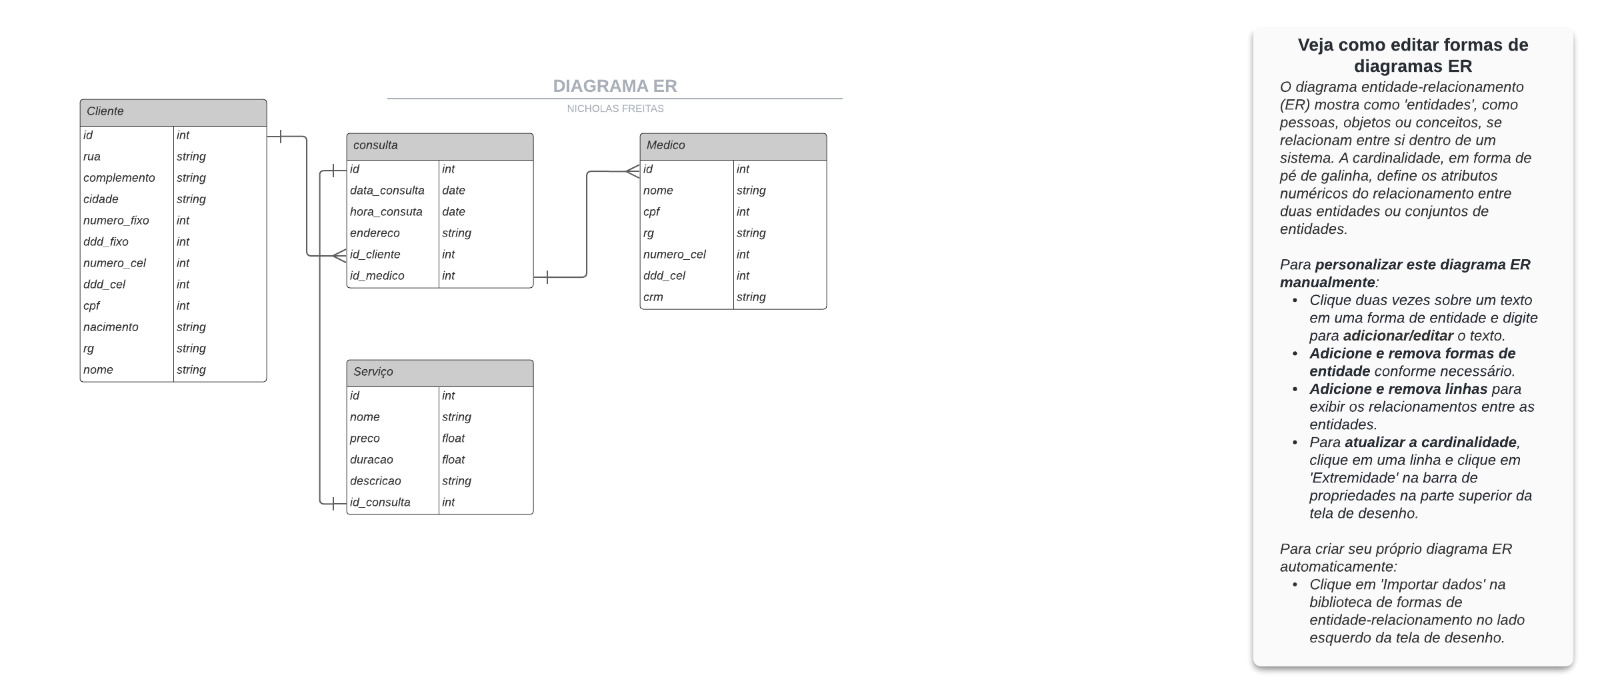 DIAGRAMA ER
NICHOLAS FREITAS
Cliente
id int
rua string
complemento string
cidade string
numero_fixo int
ddd_fixo int
numero_cel int
ddd_cel int
cpf int
nacimento string
rg string
nome string
consulta
id int
data_consulta date
hora_consuta date
endereco string
id_cliente int
id_medico int
Medico
id int
nome string
cpf int
rg string
numero_cel int
ddd_cel int
crm string
Serviço
id int
nome string
preco float
duracao float
descricao string
id_consulta int
Veja como editar formas de
diagramas ER
O diagrama entidade-relacionamento
(ER) mostra como 'entidades', como
pessoas, objetos ou conceitos, se
relacionam entre si dentro de um
sistema. A cardinalidade, em forma de
pé de galinha, define os atributos
numéricos do relacionamento entre
duas entidades ou conjuntos de
entidades.
Para personalizar este diagrama ER
manualmente:
• Clique duas vezes sobre um texto
em uma forma de entidade e digite
para adicionar/editar o texto.
• Adicione e remova formas de
entidade conforme necessário.
• Adicione e remova linhas para
exibir os relacionamentos entre as
entidades.
• Para atualizar a cardinalidade,
clique em uma linha e clique em
'Extremidade' na barra de
propriedades na parte superior da
tela de desenho.
Para criar seu próprio diagrama ER
automaticamente:
• Clique em 'Importar dados' na
biblioteca de formas de
entidade-relacionamento no lado
esquerdo da tela de desenho.